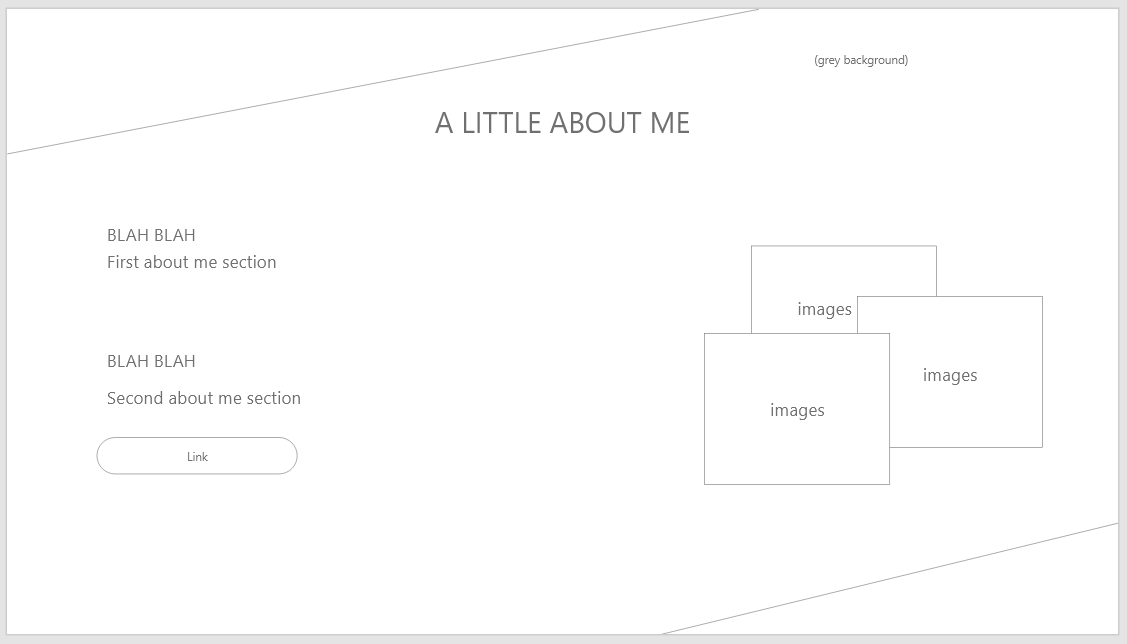 (grey background)
A LITTLE ABOUT ME
BLAH BLAH
First about me section
BLAH BLAH
Second about me section
Link
images
images
images